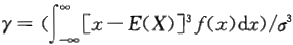 γ = (∫_{-∞}^{∞} [x − E(X)]³ f(x)dx)/σ³